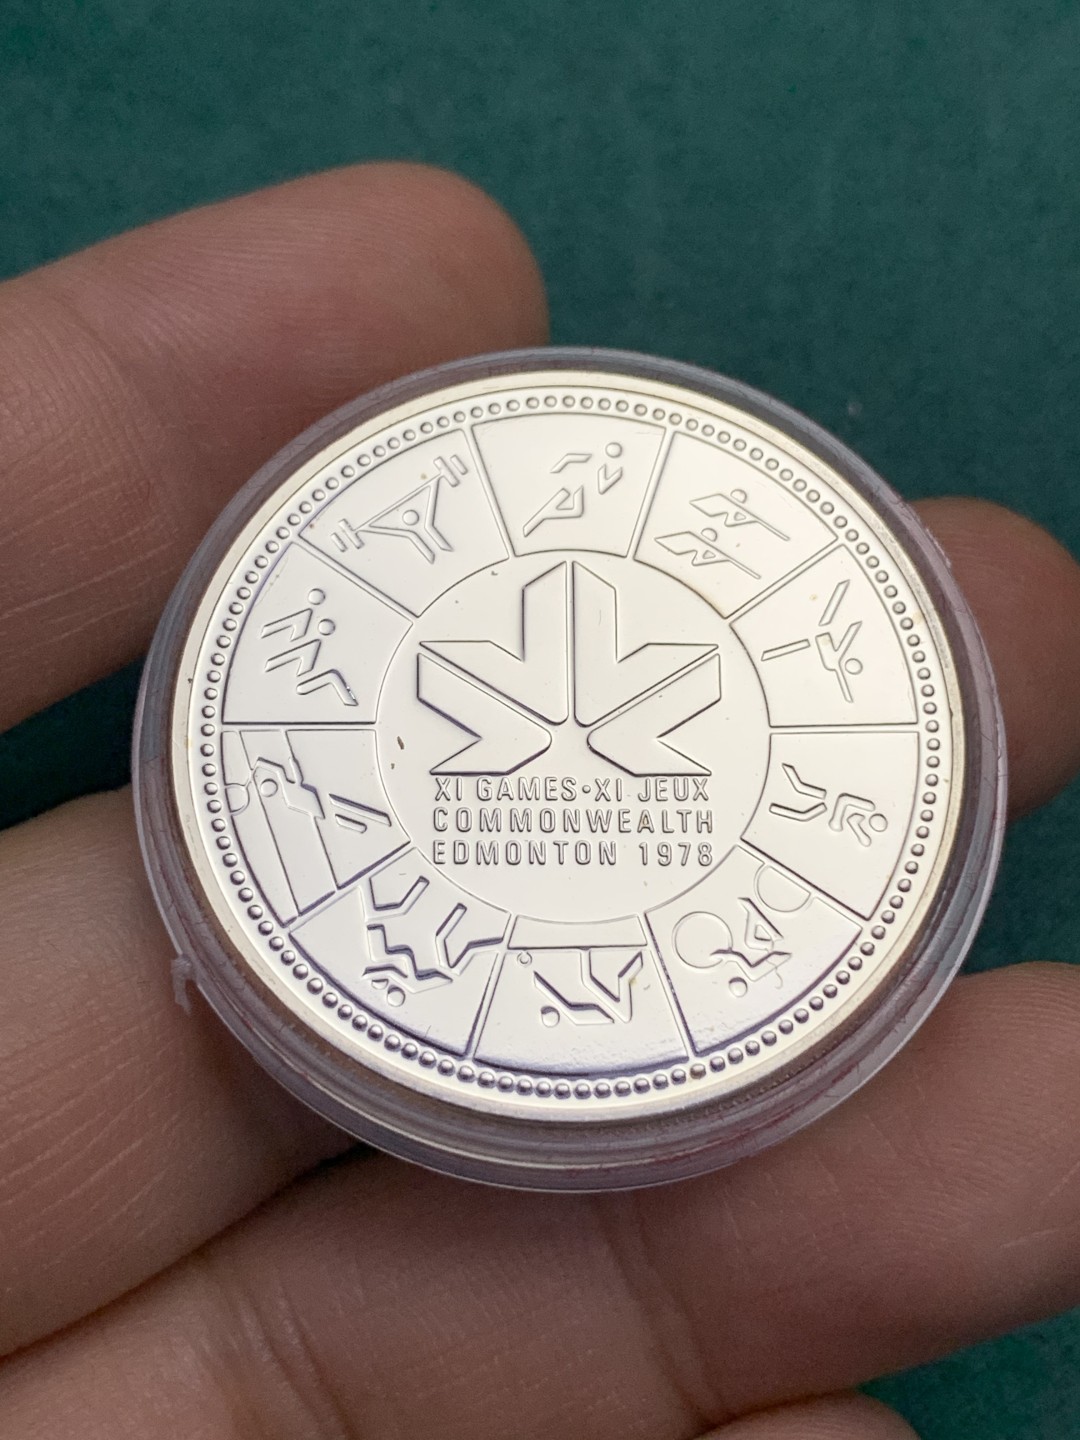 XI GAMES·XI JEUX
COMMONWEALTH
EDMONTON 1978